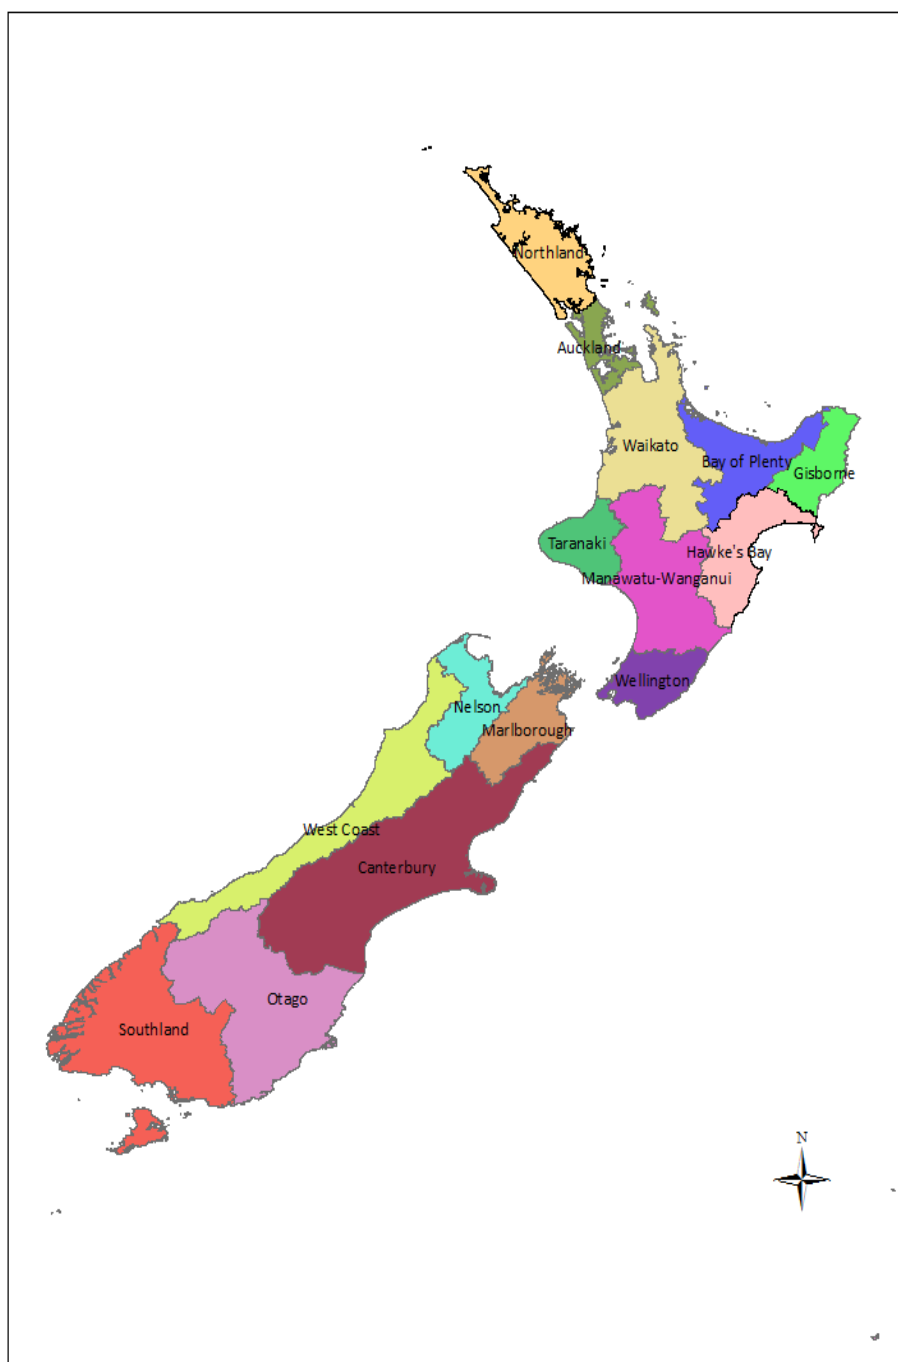 Northland
Auckland
Waikato
Bay of Plenty
Gisborne
Taranaki
Hawke's Bay
Manawatu-Wanganui
Wellington
Nelson
Marlborough
West Coast
Canterbury
Otago
Southland
N